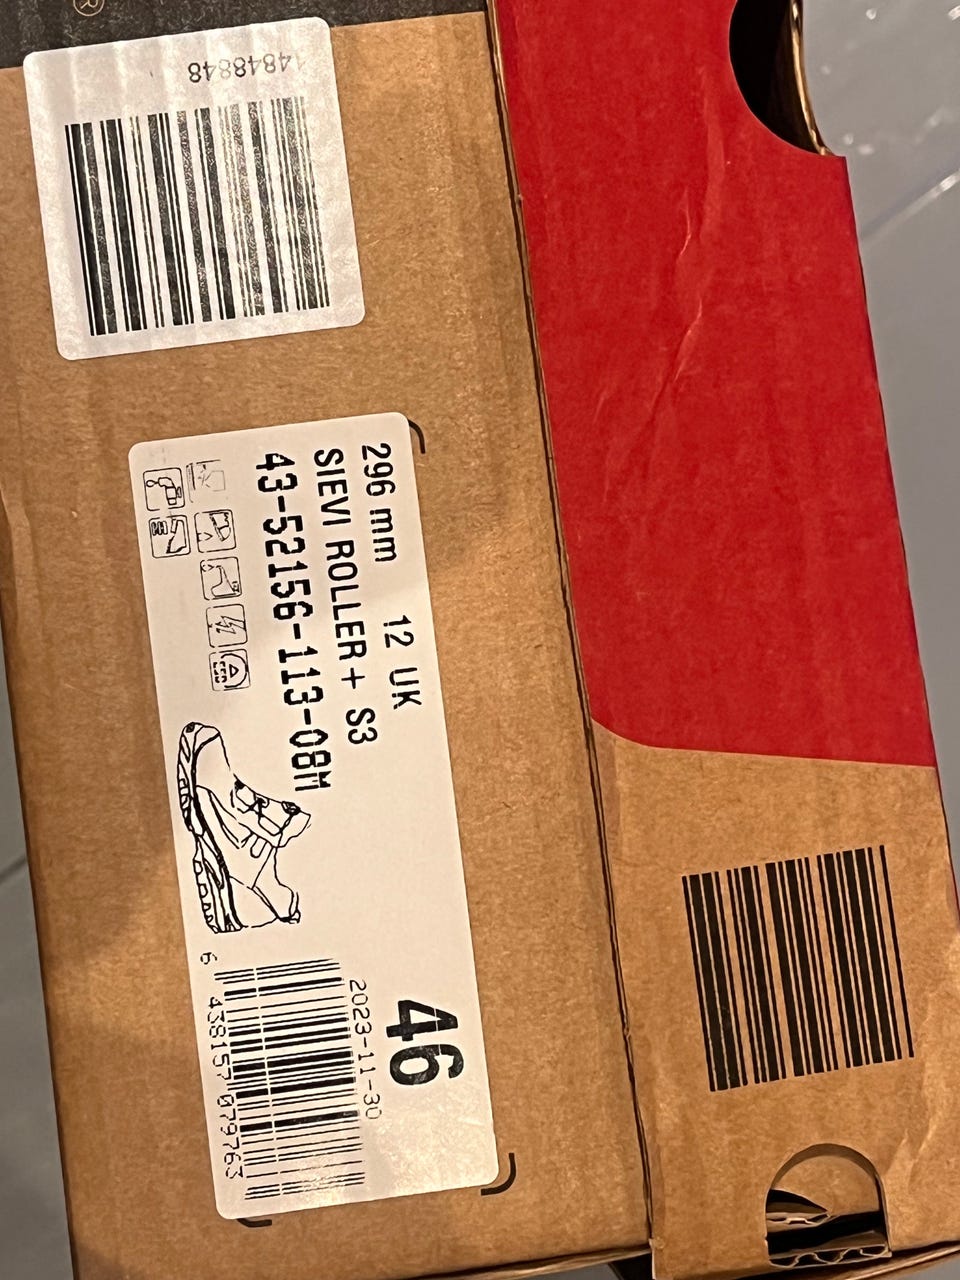 ®
14848848
296 mm 12 UK
SIEVI ROLLER+ S3
43-52156-113-08M
46
2023-11-30
6 438157 079763